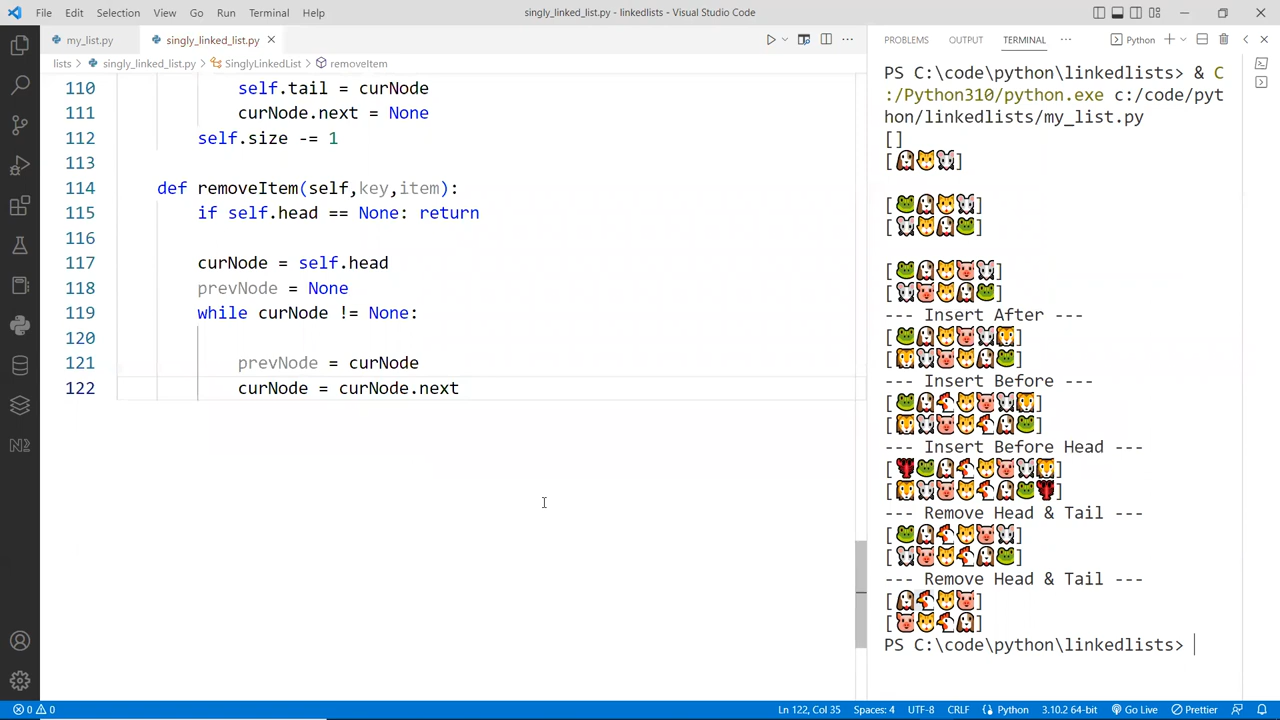 File Edit Selection View Go Run Terminal Help singly_linked_list.py - linkedlists - Visual Studio Code
my_list.py singly_linked_list.py
lists > singly_linked_list.py > SinglyLinkedList > removeItem
110 self.tail = curNode
111 curNode.next = None
112 self.size -= 1
113
114 def removeItem(self,key,item):
115 if self.head == None: return
116
117 curNode = self.head
118 prevNode = None
119 while curNode != None:
120
121 prevNode = curNode
122 curNode = curNode.next
PROBLEMS OUTPUT TERMINAL Python
PS C:\code\python\linkedlists> & C
:/Python310/python.exe c:/code/pyt
hon/linkedlists/my_list.py
[]
[🐶🐱🐭]
[🐸🐶🐱🐭]
[🐭🐱🐶🐸]
[🐸🐶🐱🐷🐭]
[🐭🐷🐱🐶🐸]
--- Insert After ---
[🐸🐶🐱🐷🐭🐯]
[🐯🐭🐷🐱🐶🐸]
--- Insert Before ---
[🐸🐶🐔🐱🐷🐭🐯]
[🐯🐭🐷🐱🐔🐶🐸]
--- Insert Before Head ---
[🦞🐸🐶🐔🐱🐷🐭🐯]
[🐯🐭🐷🐱🐔🐶🐸🦞]
--- Remove Head & Tail ---
[🐸🐶🐔🐱🐷🐭]
[🐭🐷🐱🐔🐶🐸]
--- Remove Head & Tail ---
[🐶🐔🐱🐷]
[🐷🐱🐔🐶]
PS C:\code\python\linkedlists>
0 0 Ln 122, Col 35 Spaces: 4 UTF-8 CRLF Python 3.10.2 64-bit Go Live Prettier